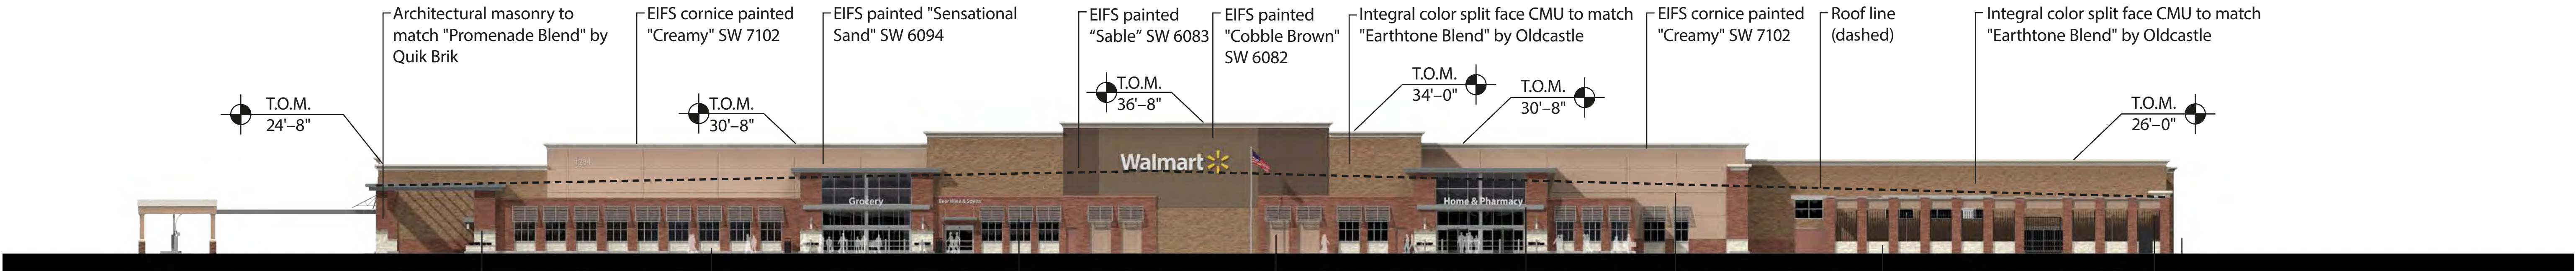 Architectural masonry to
match "Promenade Blend" by
Quik Brik
EIFS cornice painted
"Creamy" SW 7102
EIFS painted "Sensational
Sand" SW 6094
EIFS painted
“Sable” SW 6083
EIFS painted
"Cobble Brown"
SW 6082
Integral color split face CMU to match
"Earthtone Blend" by Oldcastle
EIFS cornice painted
"Creamy" SW 7102
Roof line
(dashed)
Integral color split face CMU to match
"Earthtone Blend" by Oldcastle
T.O.M.
24'–8"
T.O.M.
30'–8"
T.O.M.
36'–8"
T.O.M.
34'–0"
T.O.M.
30'–8"
T.O.M.
26'–0"
Walmart
Grocery
Beer Wine & Spirits
Home & Pharmacy